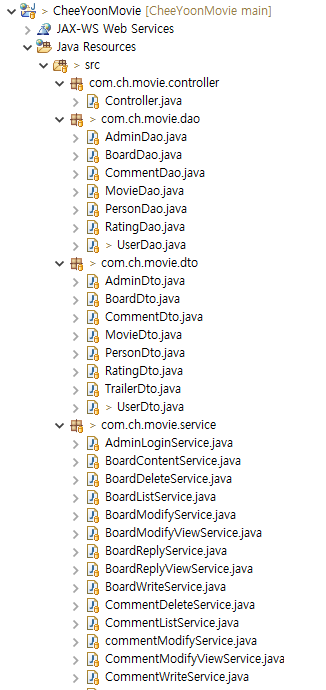 > CheeYoonMovie [CheeYoonMovie main]
JAX-WS Web Services
Java Resources
> src
com.ch.movie.controller
Controller.java
> com.ch.movie.dao
AdminDao.java
BoardDao.java
CommentDao.java
MovieDao.java
PersonDao.java
RatingDao.java
> UserDao.java
> com.ch.movie.dto
AdminDto.java
BoardDto.java
CommentDto.java
MovieDto.java
PersonDto.java
RatingDto.java
TrailerDto.java
> UserDto.java
> com.ch.movie.service
AdminLoginService.java
BoardContentService.java
BoardDeleteService.java
BoardListService.java
BoardModifyService.java
BoardModifyViewService.java
BoardReplyService.java
BoardReplyViewService.java
BoardWriteService.java
CommentDeleteService.java
CommentListService.java
commentModifyService.java
CommentModifyViewService.java
CommentWriteService.java